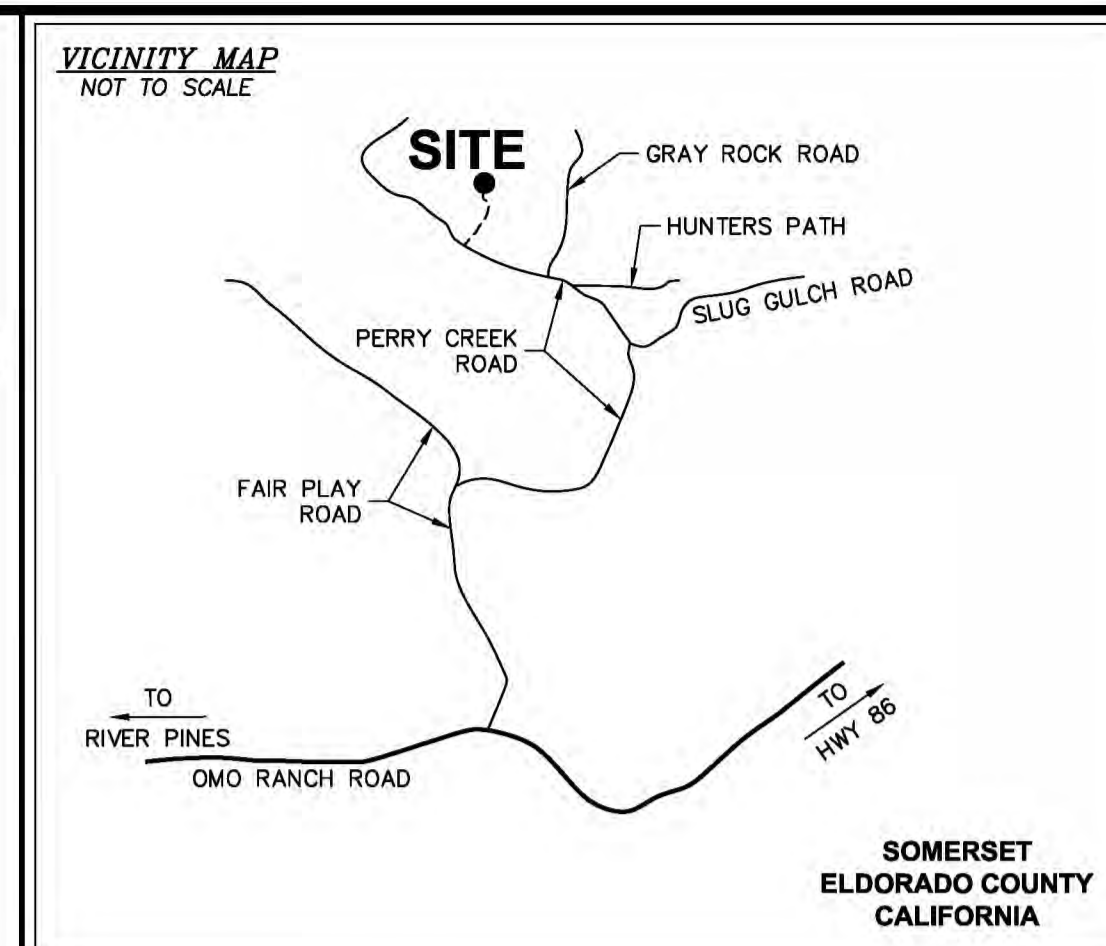 VICINITY MAP
NOT TO SCALE
SITE
GRAY ROCK ROAD
HUNTERS PATH
SLUG GULCH ROAD
PERRY CREEK
ROAD
FAIR PLAY
ROAD
TO
RIVER PINES
OMO RANCH ROAD
TO
HWY 86
SOMERSET
ELDORADO COUNTY
CALIFORNIA